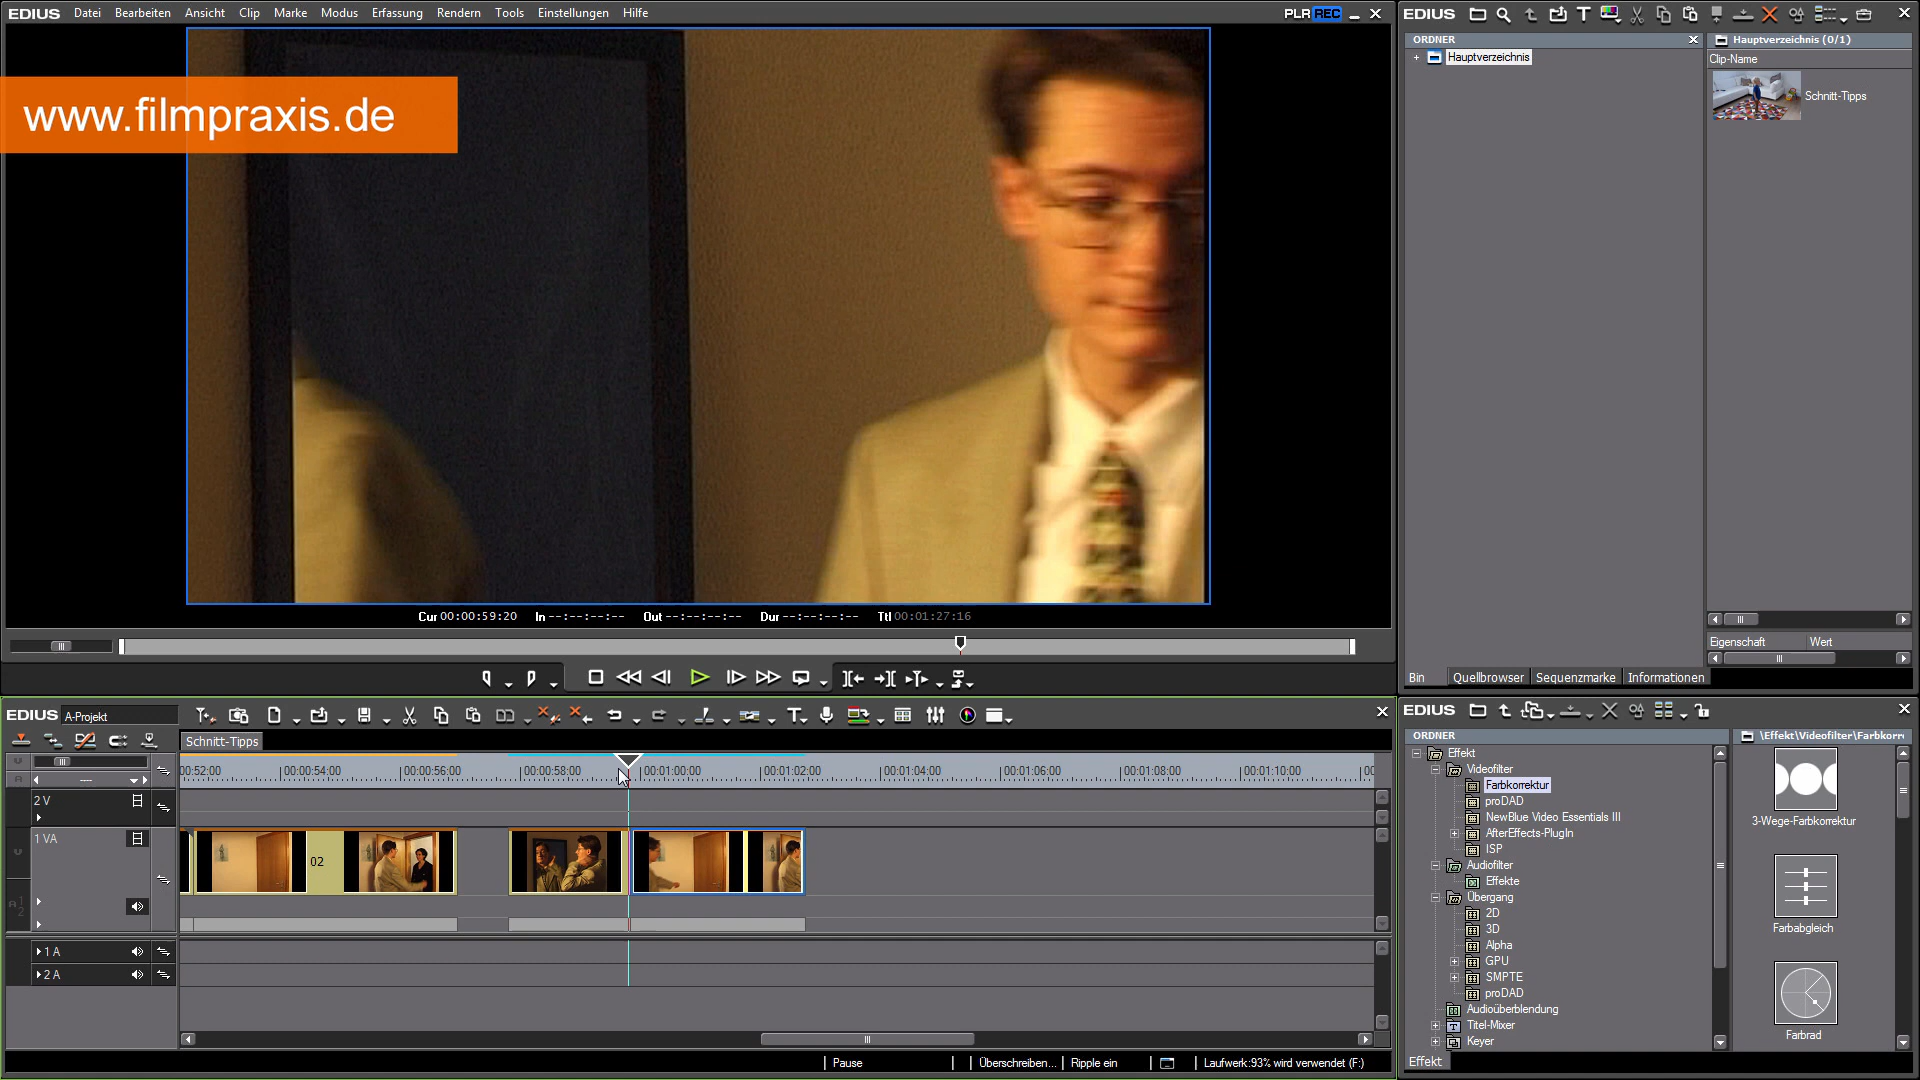 EDIUS Datei Bearbeiten Ansicht Clip Marke Modus Erfassung Rendern Tools Einstellungen Hilfe PLR REC
www.filmpraxis.de
Cur 00:00:59:20 In --:--:--:-- Out --:--:--:-- Dur --:--:--:-- Ttl 00:01:27:16
EDIUS
ORDNER
Hauptverzeichnis
Hauptverzeichnis (0/1)
Clip-Name
Schnitt-Tipps
Eigenschaft Wert
Bin Quellbrowser Sequenzmarke Informationen
EDIUS A-Projekt
Schnitt-Tipps
00:52:00 00:00:54:00 00:00:56:00 00:00:58:00 00:01:00:00 00:01:02:00 00:01:04:00 00:01:06:00 00:01:08:00 00:01:10:00 00
2 V
1 VA
02
1 A
2 A
Pause Überschreiben... Ripple ein Laufwerk:93% wird verwendet (F:)
EDIUS
ORDNER
Effekt
Videofilter
Farbkorrektur
proDAD
NewBlue Video Essentials III
AfterEffects-PlugIn
ISP
Audiofilter
Effekte
Übergang
2D
3D
Alpha
GPU
SMPTE
proDAD
Audioüberblendung
Titel-Mixer
Keyer
Effekt
\Effekt\Videofilter\Farbkorr
3-Wege-Farbkorrektur
Farbabgleich
Farbrad